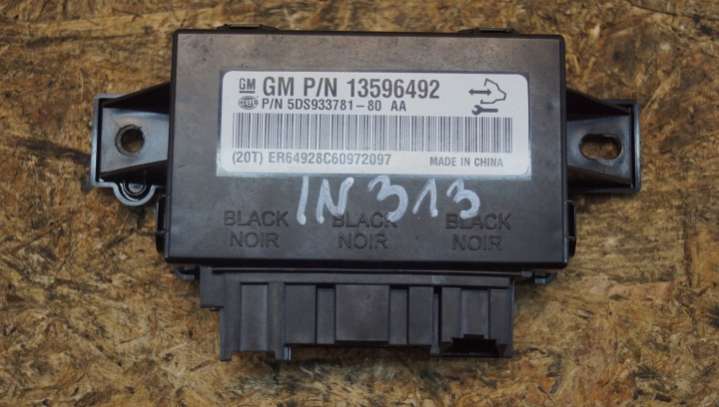 GM GM P/N 13596492
HELLA P/N 5DS933781-80 AA
(20T) ER64928C60972097 MADE IN CHINA
IN 313
BLACK BLACK BLACK
NOIR NOIR NOIR